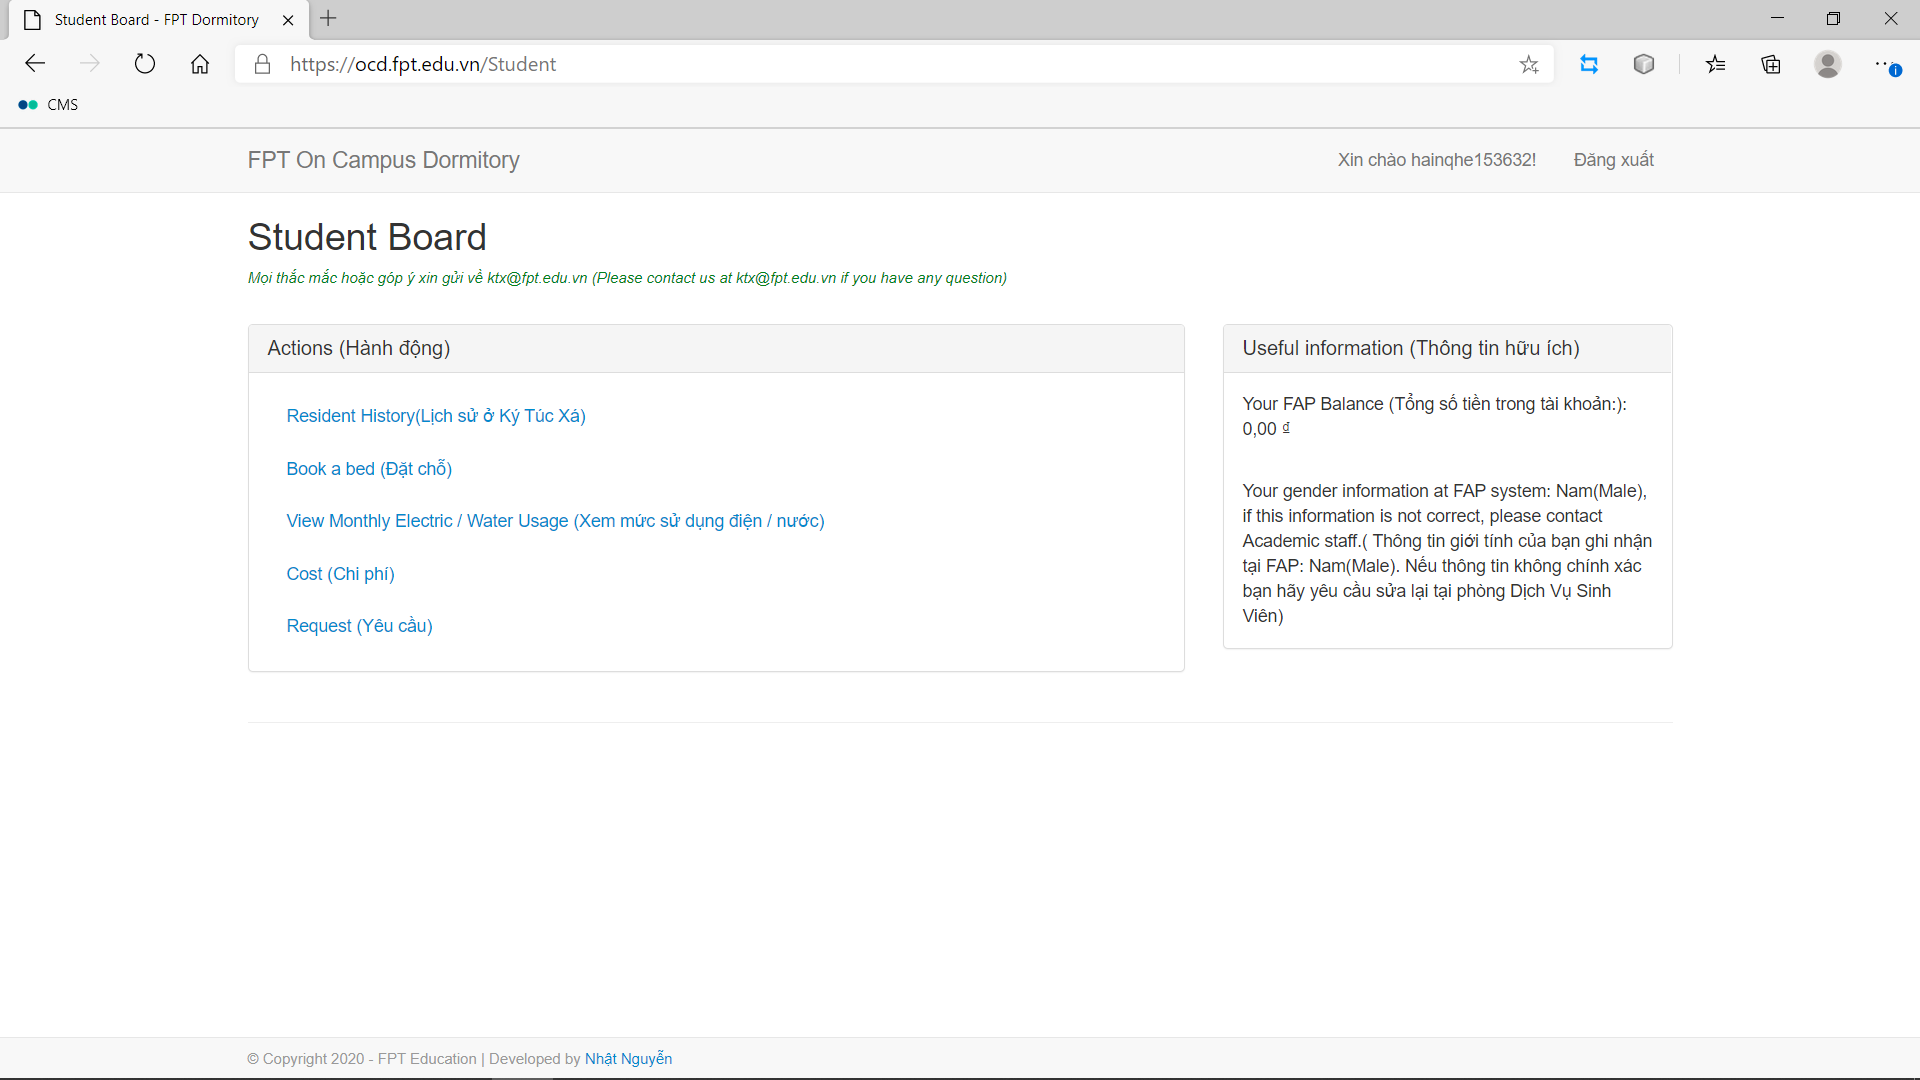 Student Board - FPT Dormitory
https://ocd.fpt.edu.vn/Student
CMS
FPT On Campus Dormitory
Xin chào hainqhe153632!
Đăng xuất
Student Board
Mọi thắc mắc hoặc góp ý xin gửi về ktx@fpt.edu.vn (Please contact us at ktx@fpt.edu.vn if you have any question)
Actions (Hành động)
Resident History(Lịch sử ở Ký Túc Xá)
Book a bed (Đặt chỗ)
View Monthly Electric / Water Usage (Xem mức sử dụng điện / nước)
Cost (Chi phí)
Request (Yêu cầu)
Useful information (Thông tin hữu ích)
Your FAP Balance (Tổng số tiền trong tài khoản:):
0,00 ₫
Your gender information at FAP system: Nam(Male),
if this information is not correct, please contact
Academic staff.( Thông tin giới tính của bạn ghi nhận
tại FAP: Nam(Male). Nếu thông tin không chính xác
bạn hãy yêu cầu sửa lại tại phòng Dịch Vụ Sinh
Viên)
© Copyright 2020 - FPT Education | Developed by Nhật Nguyễn